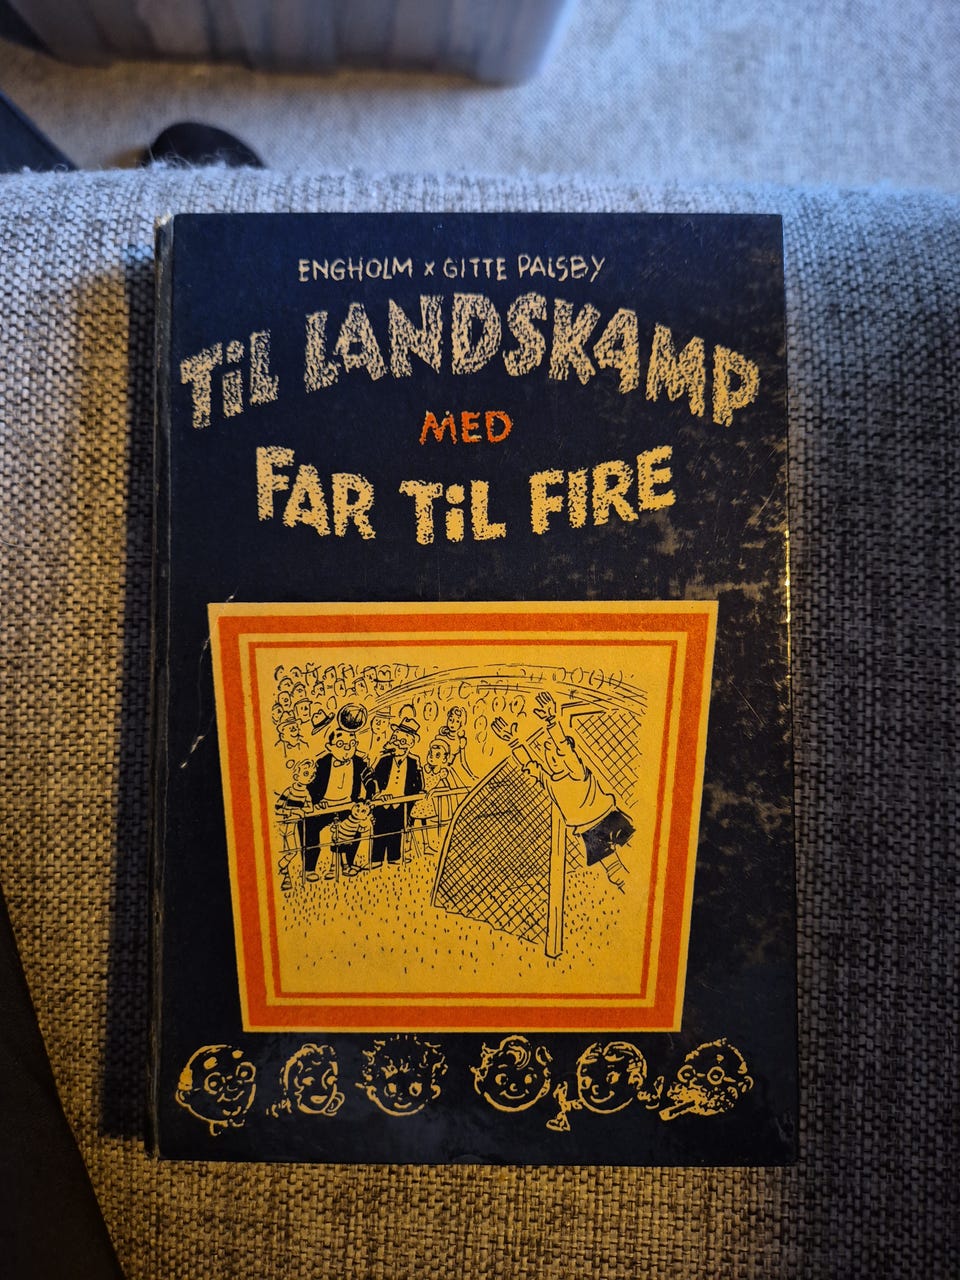 ENGHOLM x GITTE PALSBY
TiL LANDSKAMP
MED
FAR TiL FIRE